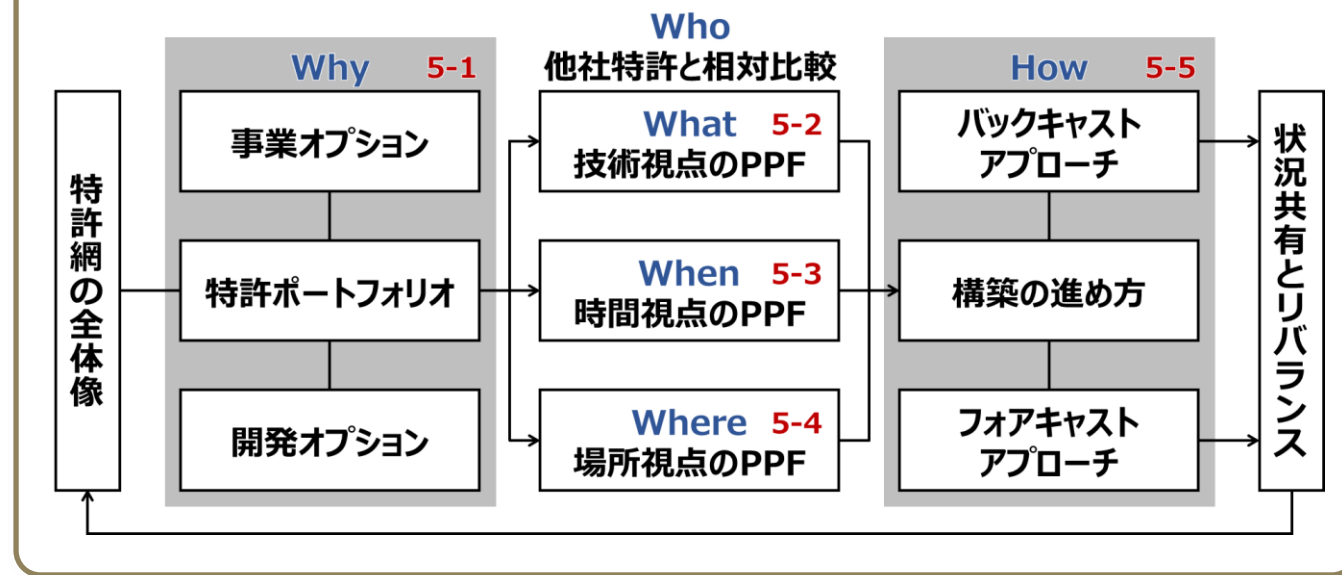 特許網の全体像
Why 5-1
事業オプション
特許ポートフォリオ
開発オプション
Who
他社特許と相対比較
What 5-2
技術視点のPPF
When 5-3
時間視点のPPF
Where 5-4
場所視点のPPF
How 5-5
バックキャスト
アプローチ
構築の進め方
フォアキャスト
アプローチ
状況共有とリバランス